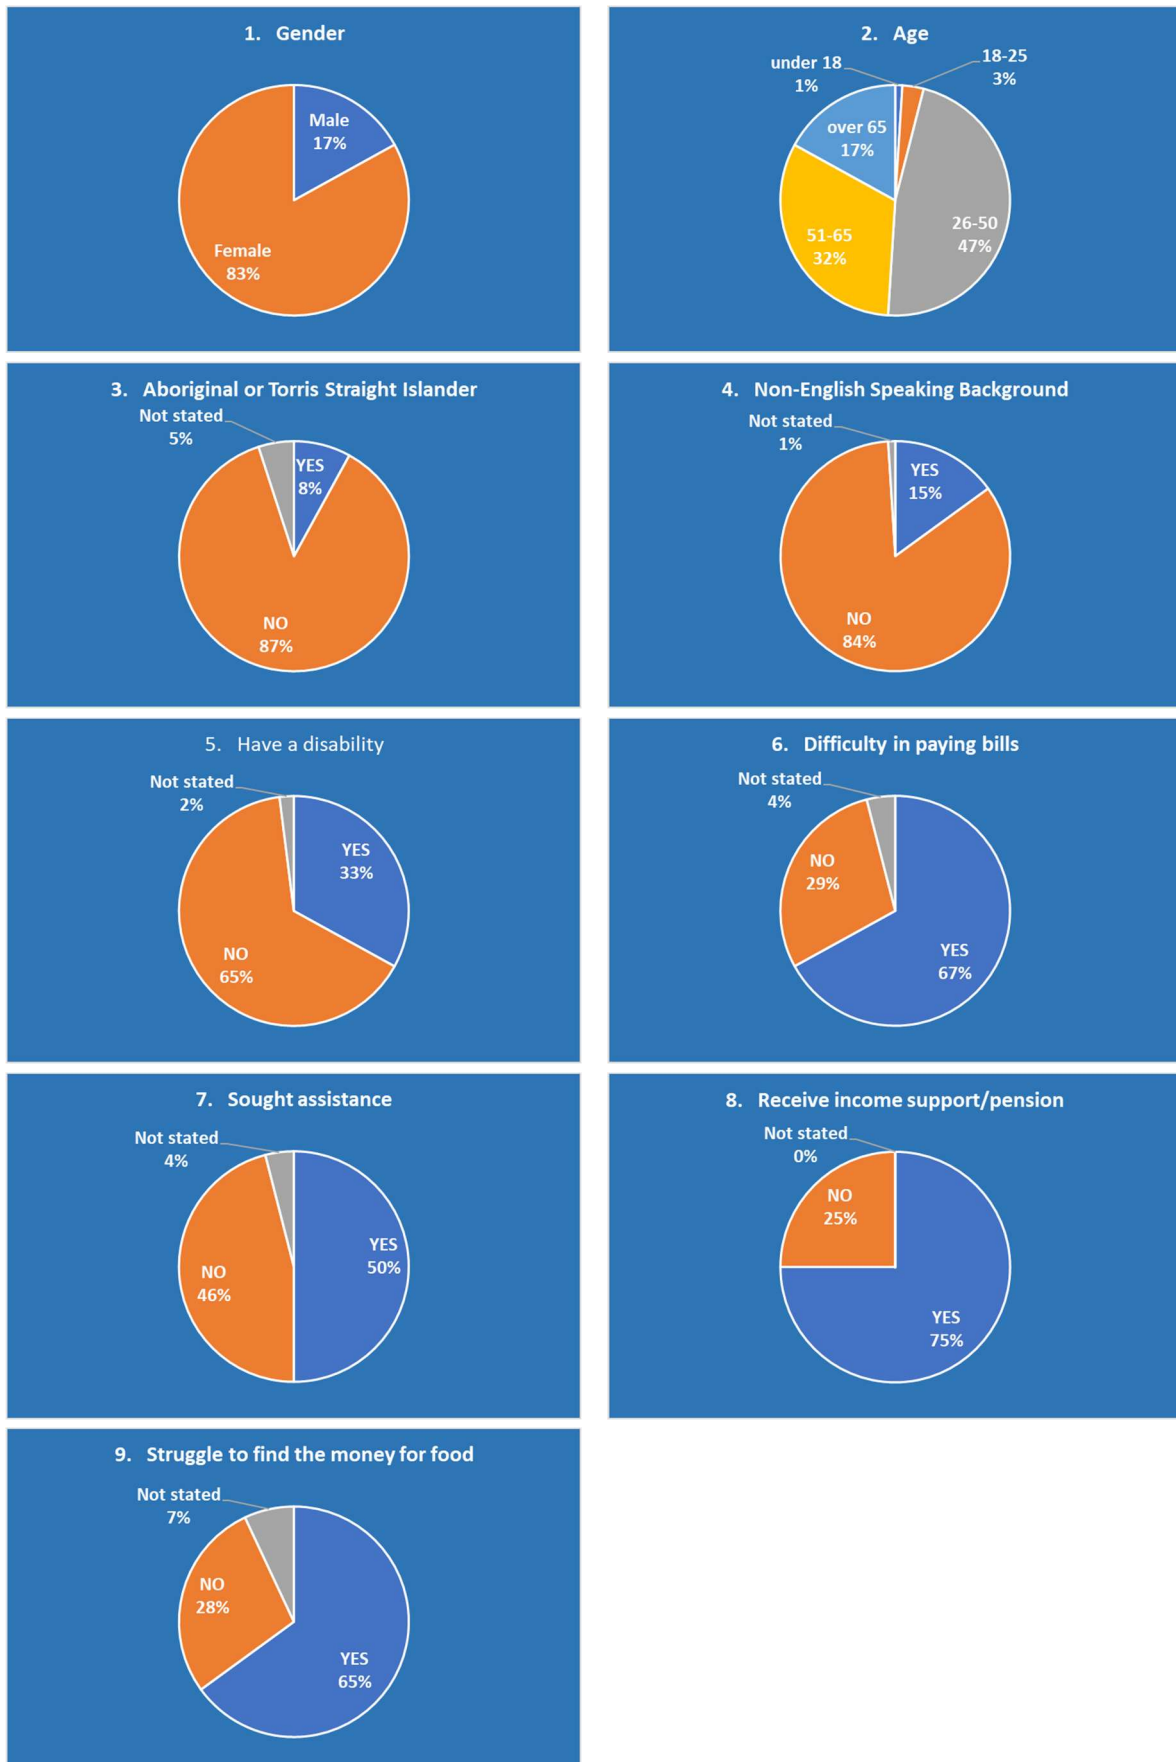 1. Gender
Male
17%
Female
83%
2. Age
under 18
1%
18-25
3%
over 65
17%
26-50
47%
51-65
32%
3. Aboriginal or Torris Straight Islander
Not stated
5%
YES
8%
NO
87%
4. Non-English Speaking Background
Not stated
1%
YES
15%
NO
84%
5. Have a disability
Not stated
2%
YES
33%
NO
65%
6. Difficulty in paying bills
Not stated
4%
NO
29%
YES
67%
7. Sought assistance
Not stated
4%
YES
50%
NO
46%
8. Receive income support/pension
Not stated
0%
NO
25%
YES
75%
9. Struggle to find the money for food
Not stated
7%
NO
28%
YES
65%